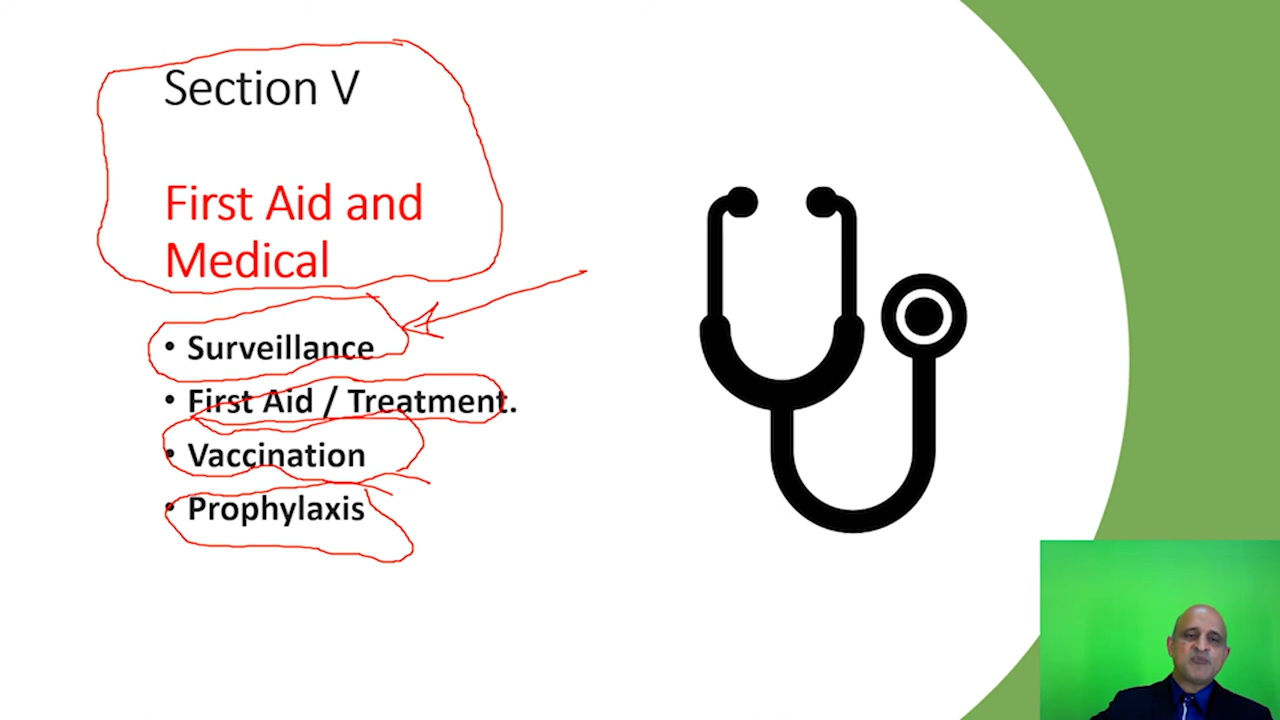 Section V
First Aid and
Medical
• Surveillance
• First Aid / Treatment.
• Vaccination
• Prophylaxis